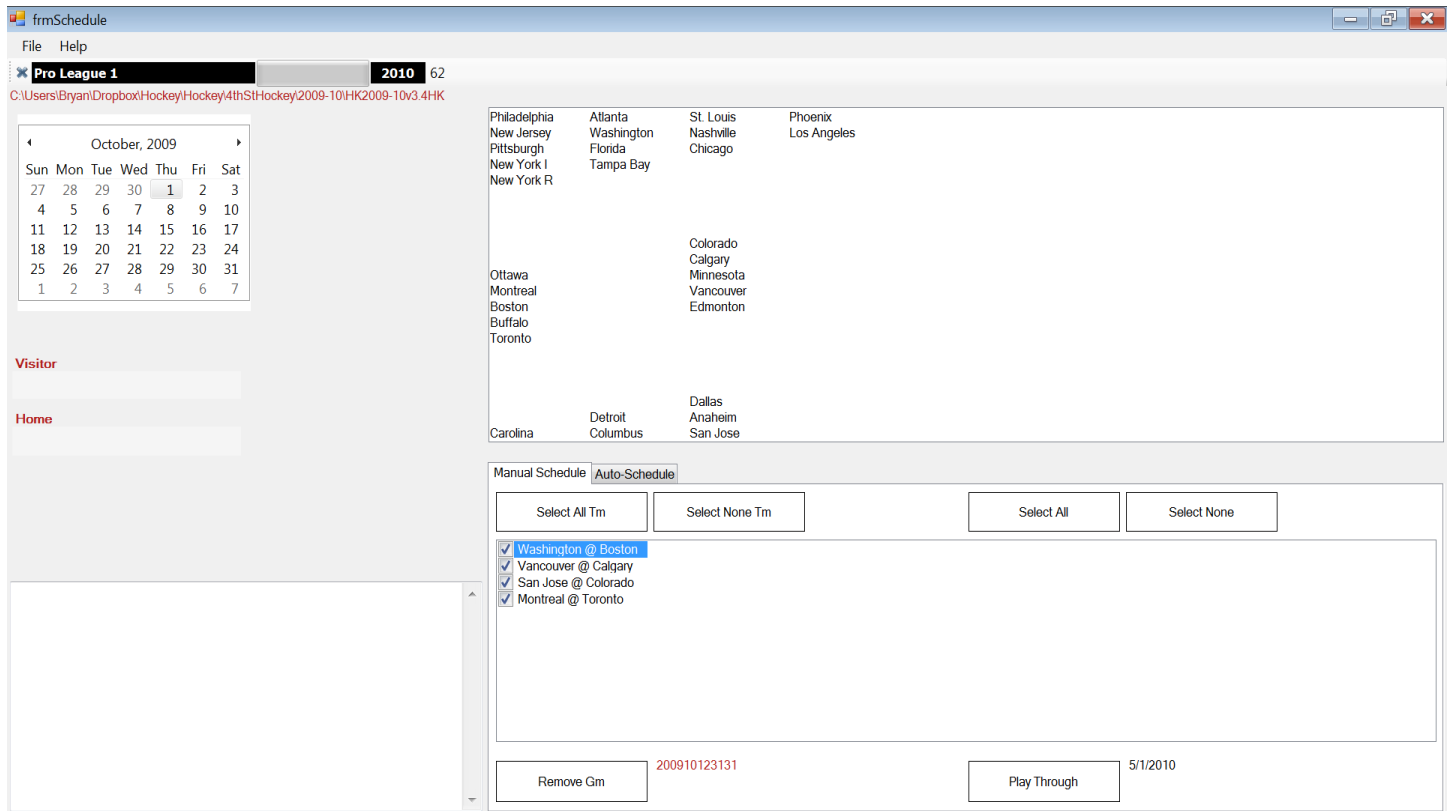 frmSchedule
File Help
Pro League 1 2010 62
C:\Users\Bryan\Dropbox\Hockey\Hockey\4thStHockey\2009-10\HK2009-10v3.4HK
October, 2009
Sun Mon Tue Wed Thu Fri Sat
27 28 29 30 1 2 3
4 5 6 7 8 9 10
11 12 13 14 15 16 17
18 19 20 21 22 23 24
25 26 27 28 29 30 31
1 2 3 4 5 6 7
Visitor
Home
Philadelphia Atlanta St. Louis Phoenix
New Jersey Washington Nashville Los Angeles
Pittsburgh Florida Chicago
New York I Tampa Bay
New York R
Colorado
Calgary
Ottawa Minnesota
Montreal Vancouver
Boston Edmonton
Buffalo
Toronto
Dallas
Detroit Anaheim
Carolina Columbus San Jose
Manual Schedule Auto-Schedule
Select All Tm Select None Tm Select All Select None
Washington @ Boston
Vancouver @ Calgary
San Jose @ Colorado
Montreal @ Toronto
Remove Gm 200910123131 Play Through 5/1/2010